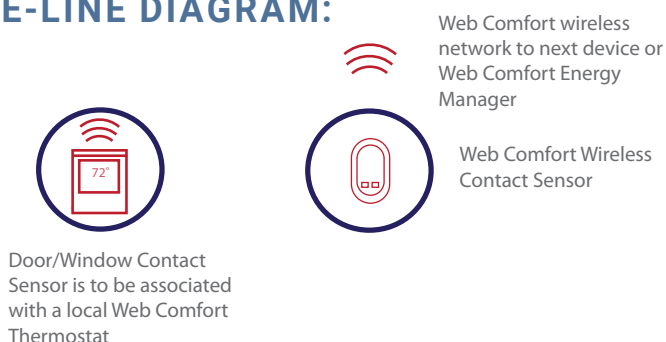 E-LINE DIAGRAM:
Web Comfort wireless
network to next device or
Web Comfort Energy
Manager
72°
Web Comfort Wireless
Contact Sensor
Door/Window Contact
Sensor is to be associated
with a local Web Comfort
Thermostat